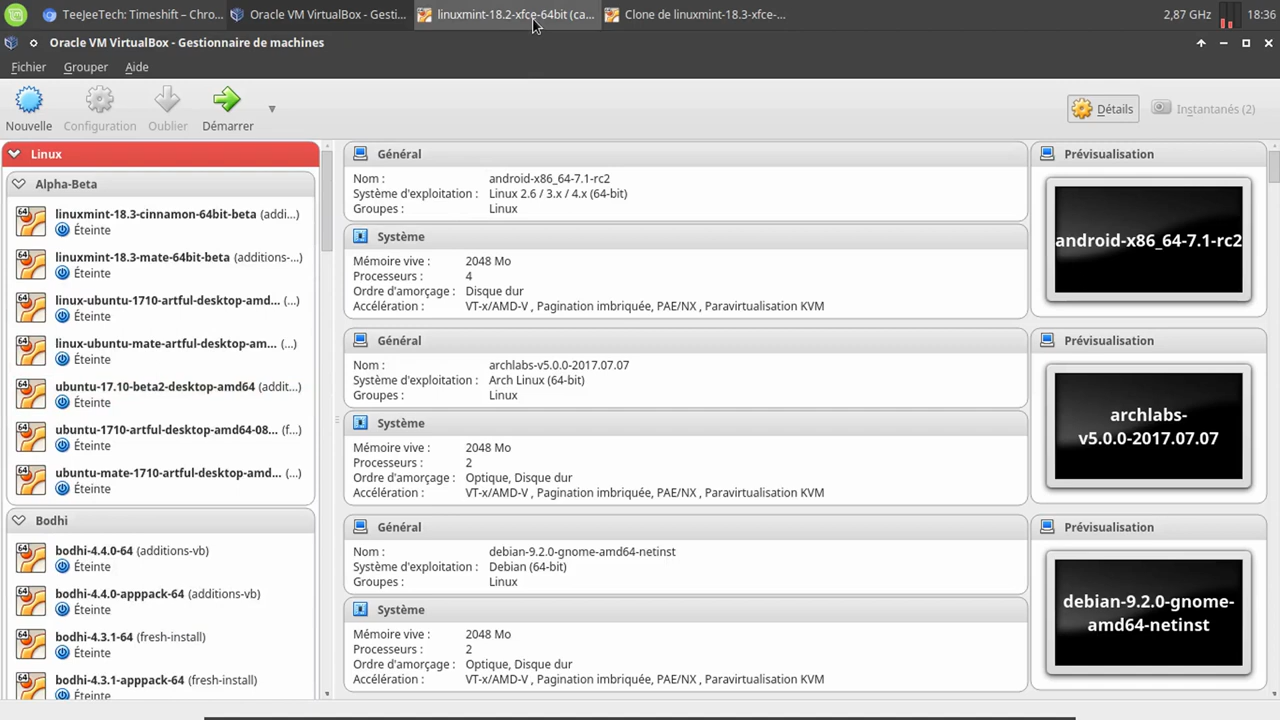 TeeJeeTech: Timeshift – Chro...
Oracle VM VirtualBox - Gesti...
linuxmint-18.2-xfce-64bit (ca...
Clone de linuxmint-18.3-xfce-...
2,87 GHz
18:36
Oracle VM VirtualBox - Gestionnaire de machines
Fichier Grouper Aide
Nouvelle Configuration Oublier Démarrer
Détails Instantanés (2)
Linux
Alpha-Beta
64 linuxmint-18.3-cinnamon-64bit-beta (addi...)
Éteinte
64 linuxmint-18.3-mate-64bit-beta (additions-...)
Éteinte
64 linux-ubuntu-1710-artful-desktop-amd... (...)
Éteinte
64 linux-ubuntu-mate-artful-desktop-am... (...)
Éteinte
64 ubuntu-17.10-beta2-desktop-amd64 (addit...)
Éteinte
64 ubuntu-1710-artful-desktop-amd64-08... (f...)
Éteinte
64 ubuntu-mate-1710-artful-desktop-amd... (...)
Éteinte
Bodhi
64 bodhi-4.4.0-64 (additions-vb)
Éteinte
64 bodhi-4.4.0-apppack-64 (additions-vb)
Éteinte
64 bodhi-4.3.1-64 (fresh-install)
Éteinte
64 bodhi-4.3.1-apppack-64 (fresh-install)
Éteinte
Général
Nom : android-x86_64-7.1-rc2
Système d'exploitation : Linux 2.6 / 3.x / 4.x (64-bit)
Groupes : Linux
Système
Mémoire vive : 2048 Mo
Processeurs : 4
Ordre d'amorçage : Disque dur
Accélération : VT-x/AMD-V , Pagination imbriquée, PAE/NX , Paravirtualisation KVM
Prévisualisation
android-x86_64-7.1-rc2
Général
Nom : archlabs-v5.0.0-2017.07.07
Système d'exploitation : Arch Linux (64-bit)
Groupes : Linux
Système
Mémoire vive : 2048 Mo
Processeurs : 2
Ordre d'amorçage : Optique, Disque dur
Accélération : VT-x/AMD-V , Pagination imbriquée, PAE/NX , Paravirtualisation KVM
Prévisualisation
archlabs-
v5.0.0-2017.07.07
Général
Nom : debian-9.2.0-gnome-amd64-netinst
Système d'exploitation : Debian (64-bit)
Groupes : Linux
Système
Mémoire vive : 2048 Mo
Processeurs : 2
Ordre d'amorçage : Optique, Disque dur
Accélération : VT-x/AMD-V , Pagination imbriquée, PAE/NX , Paravirtualisation KVM
Prévisualisation
debian-9.2.0-gnome-
amd64-netinst